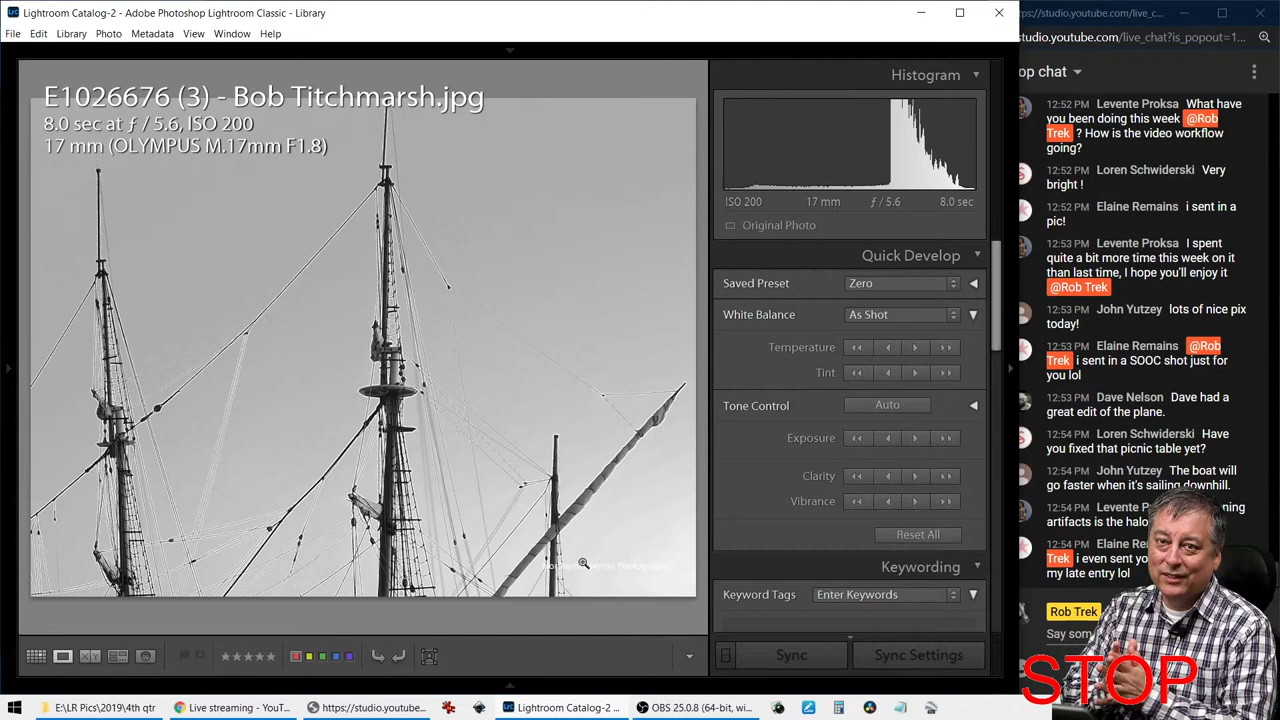 Lightroom Catalog-2 - Adobe Photoshop Lightroom Classic - Library
File Edit Library Photo Metadata View Window Help
E1026676 (3) - Bob Titchmarsh.jpg
8.0 sec at ƒ / 5.6, ISO 200
17 mm (OLYMPUS M.17mm F1.8)
Histogram
ISO 200 17 mm ƒ / 5.6 8.0 sec
Original Photo
Quick Develop
Saved Preset Zero
White Balance As Shot
Temperature
Tint
Tone Control Auto
Exposure
Clarity
Vibrance
Reset All
Keywording
Keyword Tags Enter Keywords
Sync Sync Settings
ps://studio.youtube.com/live_c...
studio.youtube.com/live_chat?is_popout=1...
op chat
12:52 PM Levente Proksa What have
you been doing this week @Rob
Trek ? How is the video workflow
going?
12:52 PM Loren Schwiderski Very
bright !
12:52 PM Elaine Remains i sent in a
pic!
12:53 PM Levente Proksa I spent
quite a bit more time this week on it
than last time, I hope you'll enjoy it
@Rob Trek
12:53 PM John Yutzey lots of nice pix
today!
12:53 PM Elaine Remains @Rob
Trek i sent in a SOOC shot just for
you lol
12:54 PM Dave Nelson Dave had a
great edit of the plane.
12:54 PM Loren Schwiderski Have
you fixed that picnic table yet?
12:54 PM John Yutzey The boat will
go faster when it's sailing downhill.
12:54 PM Levente
artifacts is the halo
12:54 PM Elaine
Trek i even sent yo
my late entry lol
Rob Trek
Say som
STOP
E:\LR Pics\2019\4th qtr
Live streaming - YouT...
https://studio.youtube...
Lightroom Catalog-2 ...
OBS 25.0.8 (64-bit, wi...